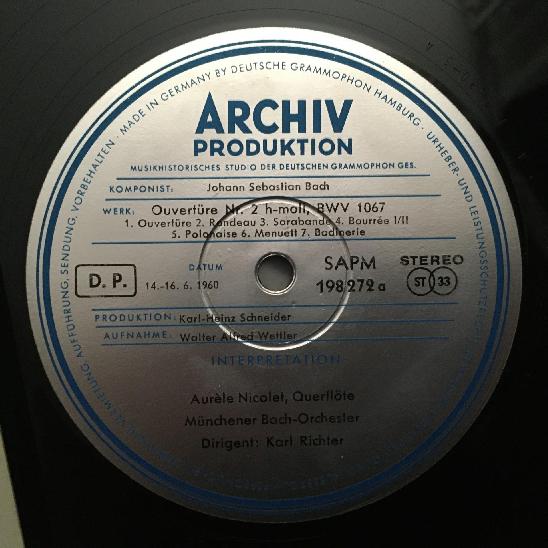 MADE IN GERMANY BY DEUTSCHE GRAMMOPHON HAMBURG · URHEBER- UND LEISTUNGSSCHUTZRECHTE
VERMIETUNG, AUFFÜHRUNG, SENDUNG, VORBEHALTEN ·
ARCHIV
PRODUKTION
MUSIKHISTORISCHES STUDIO DER DEUTSCHEN GRAMMOPHON GES.
KOMPONIST: Johann Sebastian Bach
WERK: Ouvertüre Nr. 2 h-moll, BWV 1067
1. Ouvertüre 2. Rondeau 3. Sarabande 4. Bourrée I/II
5. Polonaise 6. Menuett 7. Badinerie
D. P.
DATUM
14.-16. 6. 1960
SAPM
198 272 a
STEREO
ST 33
PRODUKTION: Karl-Heinz Schneider
AUFNAHME: Walter Alfred Wettler
INTERPRETATION
Aurèle Nicolet, Querflöte
Münchener Bach-Orchester
Dirigent: Karl Richter